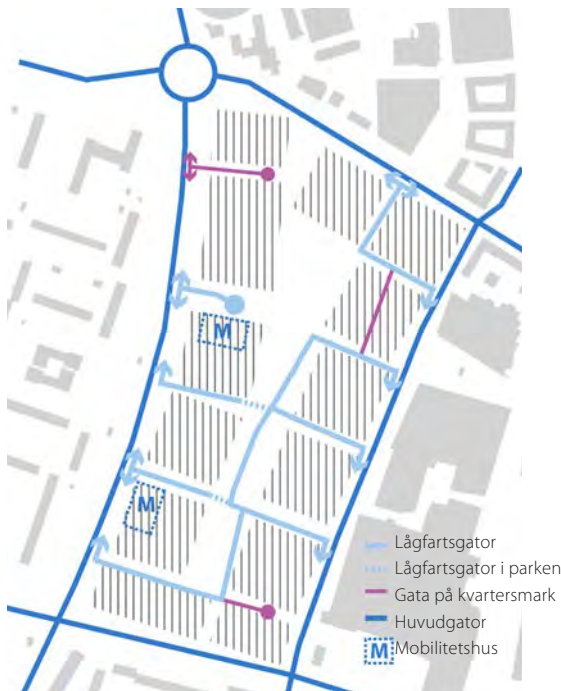 M
M
Lågfartsgator
Lågfartsgator i parken
Gata på kvartersmark
Huvudgator
M Mobilitetshus